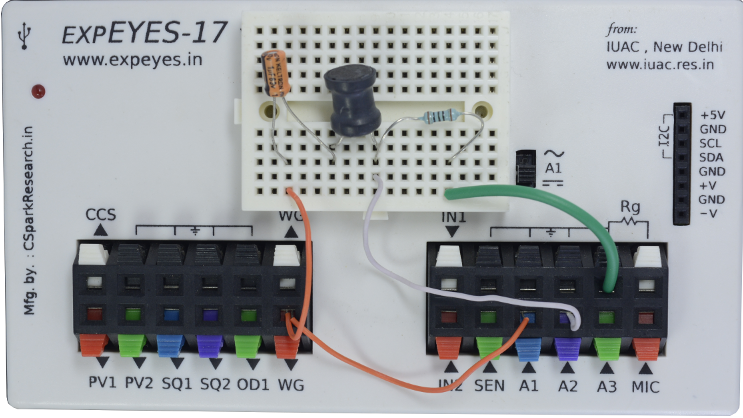 EXPEYES-17
www.expeyes.in
from:
IUAC , New Delhi
www.iuac.res.in
Mfg. by. : CSparkResearch.in
I2C
+5V
GND
SCL
SDA
GND
+V
GND
-V
A1
Rg
CCS
WG
IN1
PV1 PV2 SQ1 SQ2 OD1 WG
IN2 SEN A1 A2 A3 MIC